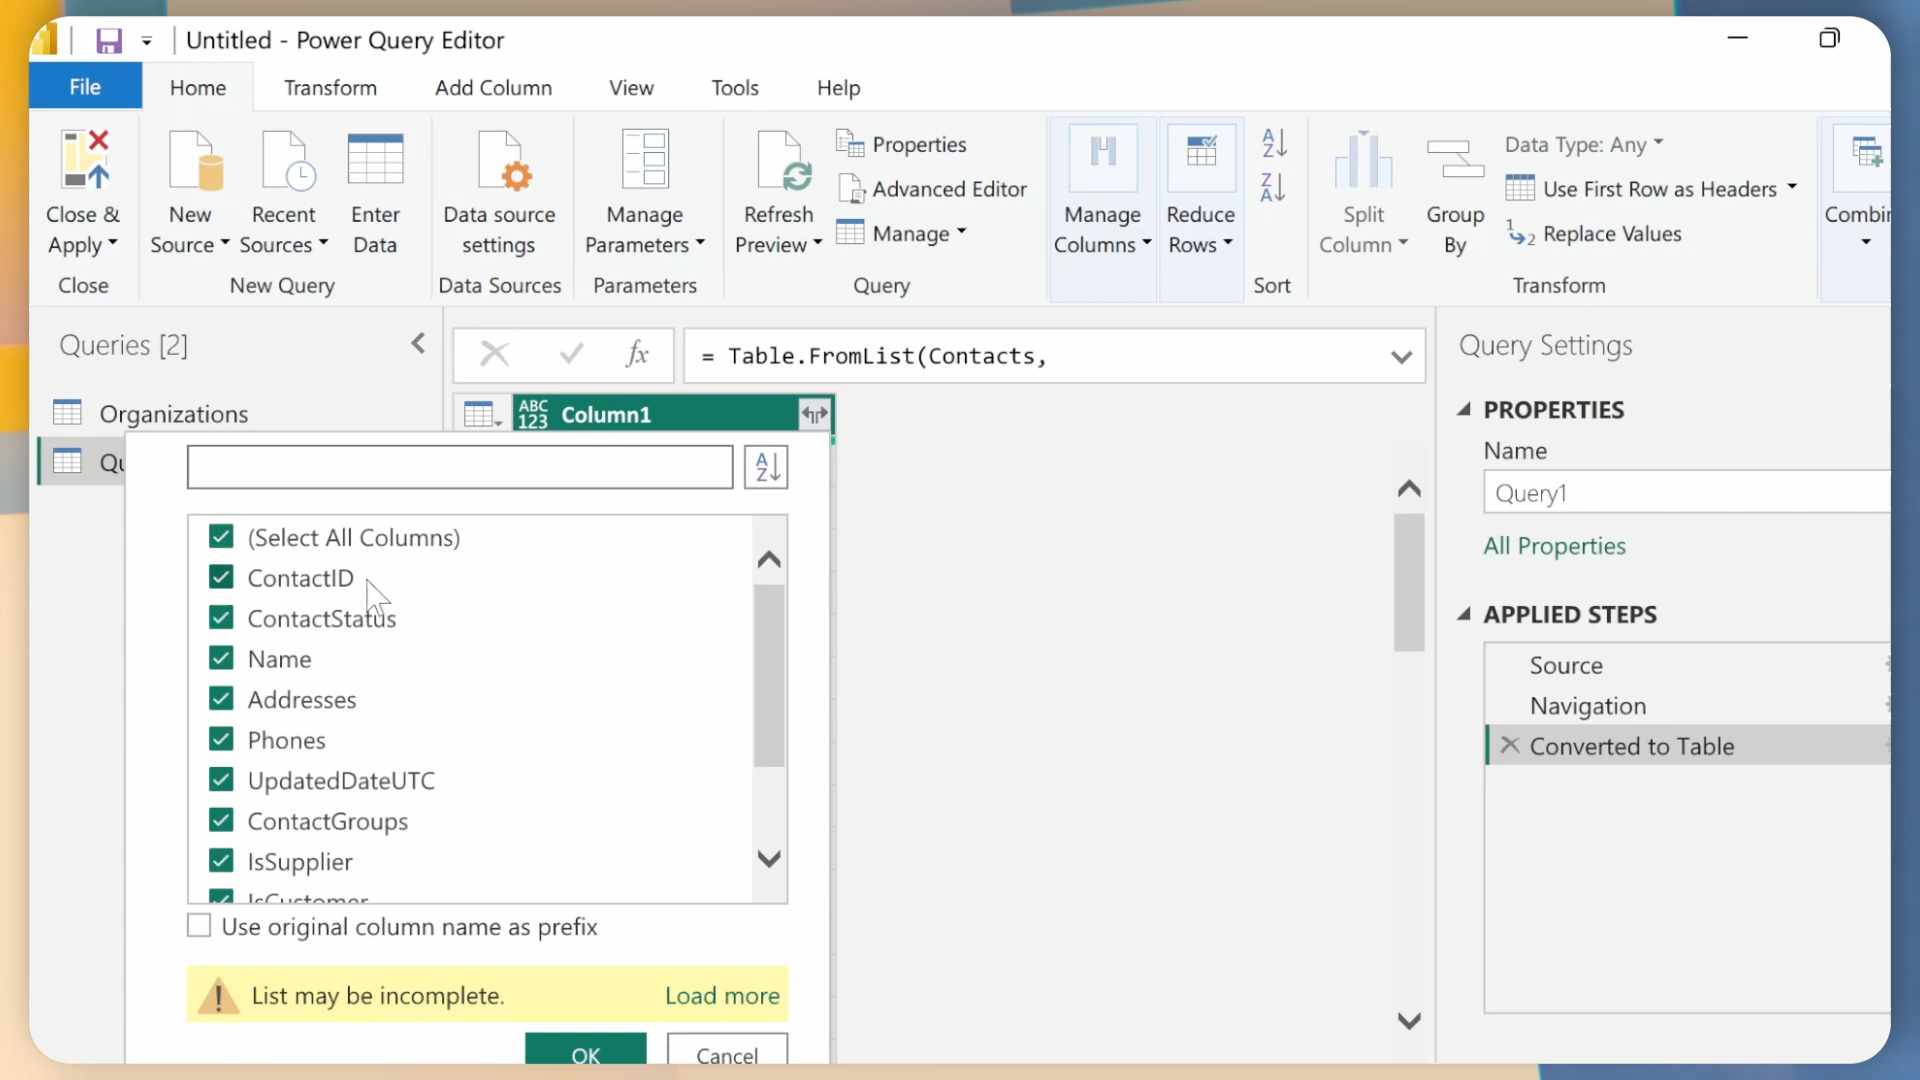 Untitled - Power Query Editor
File Home Transform Add Column View Tools Help
Close & Apply
New Source
Recent Sources
Enter Data
Data source settings
Manage Parameters
Refresh Preview
Properties
Advanced Editor
Manage
Manage Columns
Reduce Rows
Split Column
Group By
Data Type: Any
Use First Row as Headers
Replace Values
Close
New Query
Data Sources
Parameters
Query
Sort
Transform
Queries [2]
Organizations
= Table.FromList(Contacts,
ABC
123
Column1
(Select All Columns)
ContactID
ContactStatus
Name
Addresses
Phones
UpdatedDateUTC
ContactGroups
IsSupplier
IsCustomer
Use original column name as prefix
List may be incomplete. Load more
OK Cancel
Query Settings
PROPERTIES
Name
Query1
All Properties
APPLIED STEPS
Source
Navigation
Converted to Table